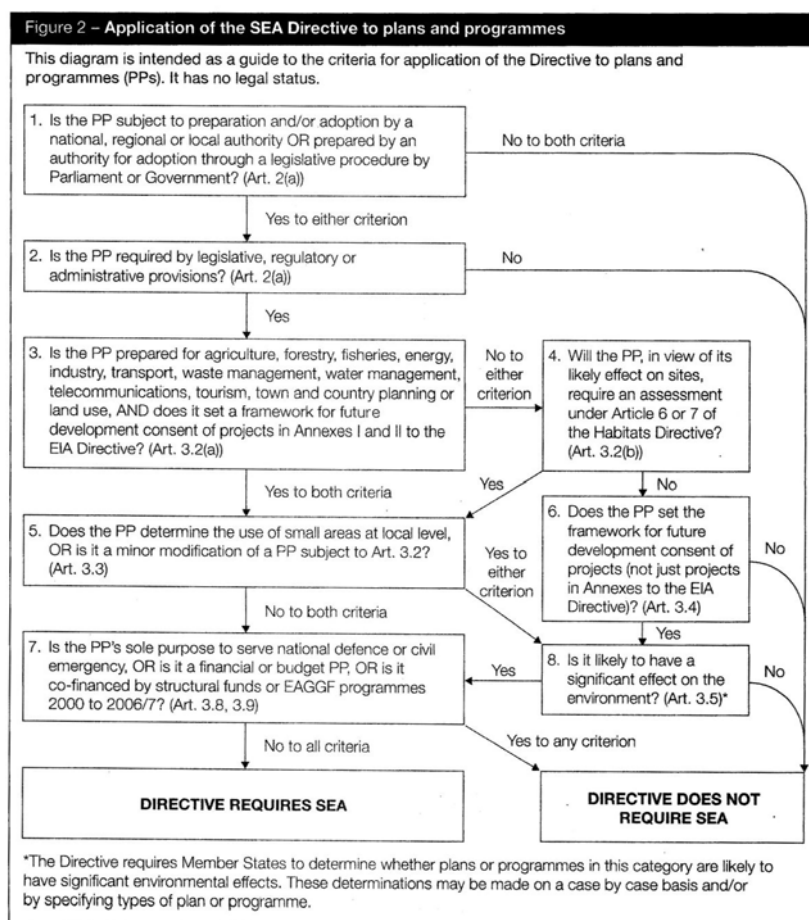 Figure 2 – Application of the SEA Directive to plans and programmes
This diagram is intended as a guide to the criteria for application of the Directive to plans and
programmes (PPs). It has no legal status.
1. Is the PP subject to preparation and/or adoption by a
national, regional or local authority OR prepared by an
authority for adoption through a legislative procedure by
Parliament or Government? (Art. 2(a))
No to both criteria
Yes to either criterion
2. Is the PP required by legislative, regulatory or
administrative provisions? (Art. 2(a))
No
Yes
3. Is the PP prepared for agriculture, forestry, fisheries, energy,
industry, transport, waste management, water management,
telecommunications, tourism, town and country planning or
land use, AND does it set a framework for future
development consent of projects in Annexes I and II to the
EIA Directive? (Art. 3.2(a))
No to
either
criterion
4. Will the PP, in view of its
likely effect on sites,
require an assessment
under Article 6 or 7 of
the Habitats Directive?
(Art. 3.2(b))
Yes to both criteria
Yes
No
5. Does the PP determine the use of small areas at local level,
OR is it a minor modification of a PP subject to Art. 3.2?
(Art. 3.3)
Yes to
either
criterion
6. Does the PP set the
framework for future
development consent of
projects (not just projects
in Annexes to the EIA
Directive)? (Art. 3.4)
No
No to both criteria
Yes
7. Is the PP's sole purpose to serve national defence or civil
emergency, OR is it a financial or budget PP, OR is it
co-financed by structural funds or EAGGF programmes
2000 to 2006/7? (Art. 3.8, 3.9)
Yes
8. Is it likely to have a
significant effect on the
environment? (Art. 3.5)*
No
No to all criteria
Yes to any criterion
DIRECTIVE REQUIRES SEA
DIRECTIVE DOES NOT
REQUIRE SEA
*The Directive requires Member States to determine whether plans or programmes in this category are likely to
have significant environmental effects. These determinations may be made on a case by case basis and/or
by specifying types of plan or programme.